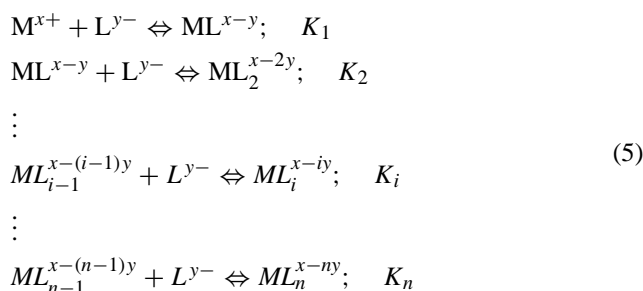 M^{x+} + L^{y−} ⇔ ML^{x−y}; K_1
ML^{x−y} + L^{y−} ⇔ ML_2^{x−2y}; K_2
⋮
ML_{i−1}^{x−(i−1)y} + L^{y−} ⇔ ML_i^{x−iy}; K_i
(5)
⋮
ML_{n−1}^{x−(n−1)y} + L^{y−} ⇔ ML_n^{x−ny}; K_n